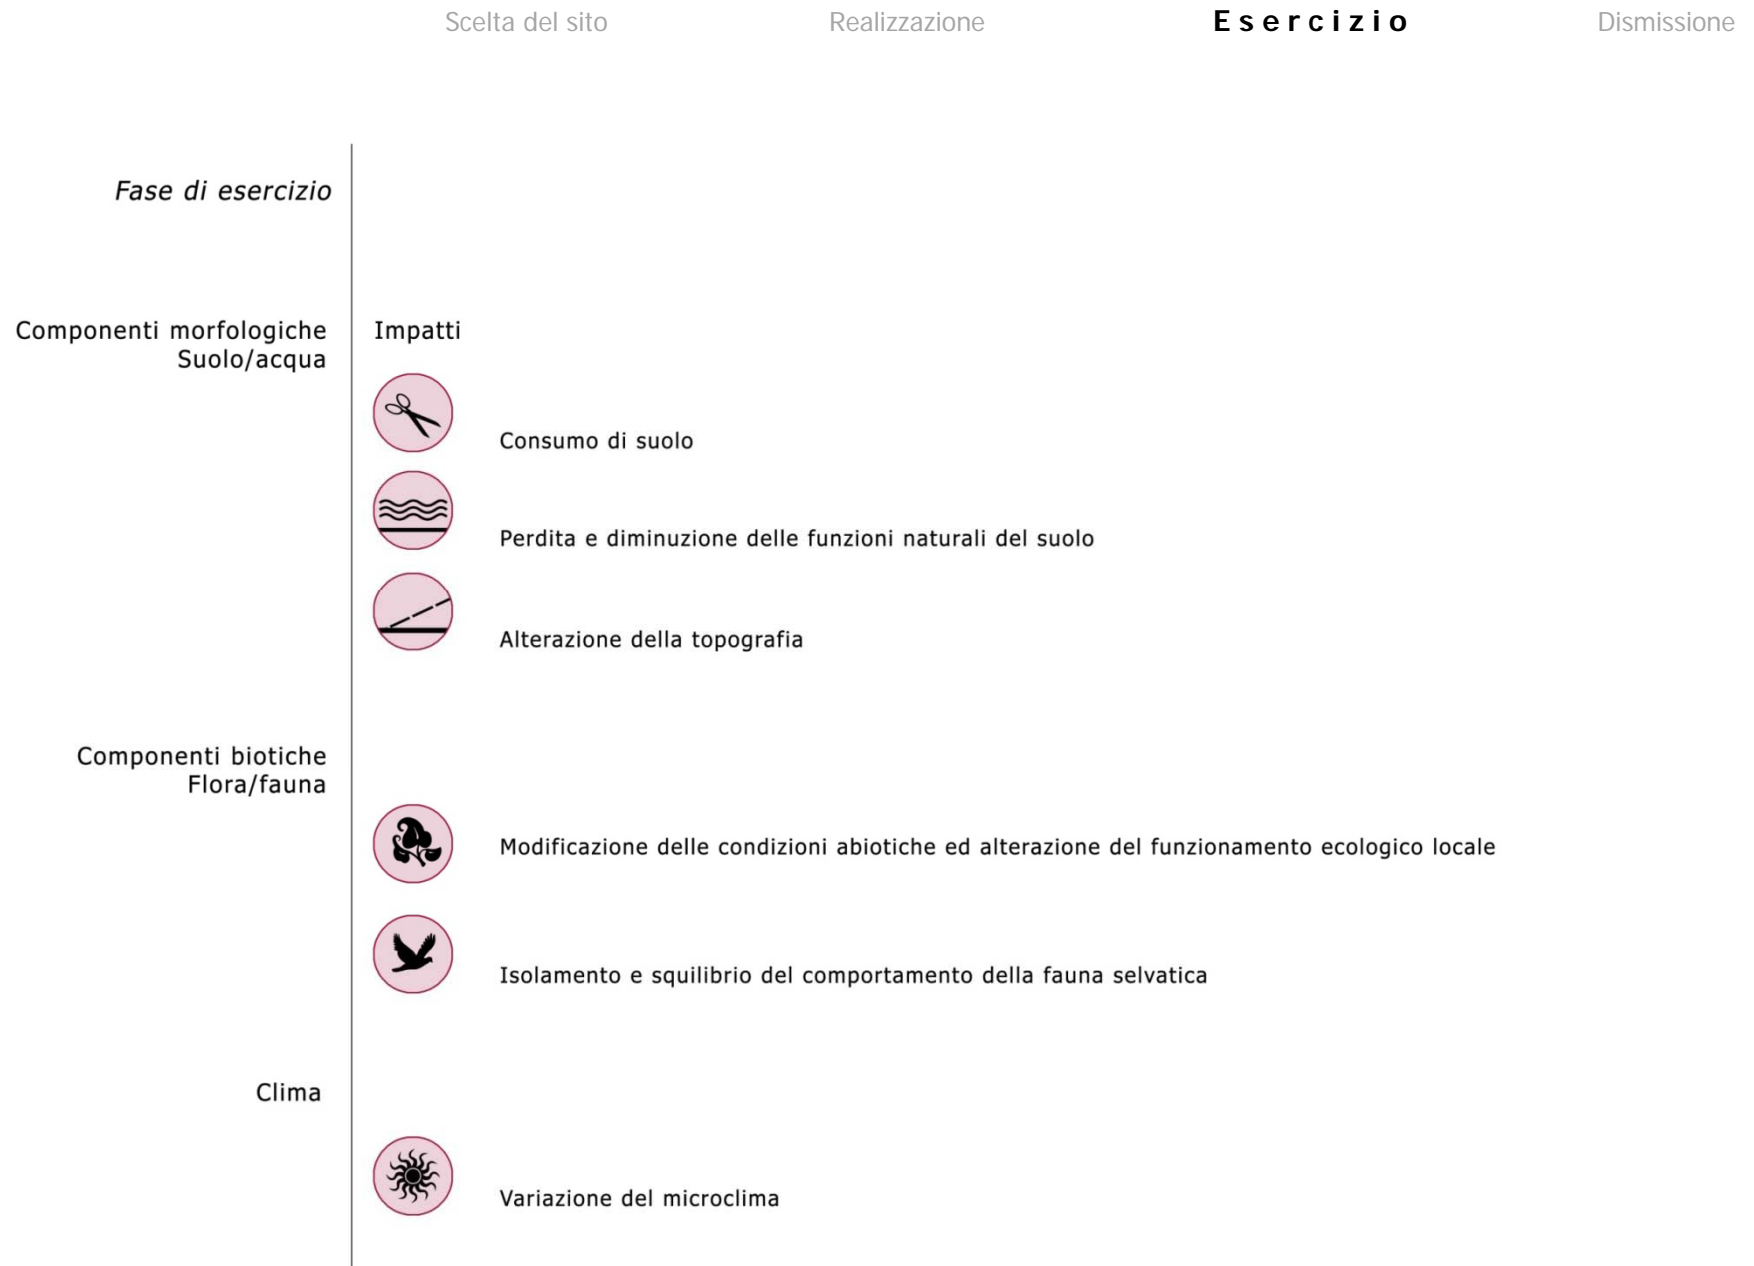 Scelta del sito Realizzazione Esercizio Dismissione
Fase di esercizio
Componenti morfologiche
Suolo/acqua
Impatti
Consumo di suolo
Perdita e diminuzione delle funzioni naturali del suolo
Alterazione della topografia
Componenti biotiche
Flora/fauna
Modificazione delle condizioni abiotiche ed alterazione del funzionamento ecologico locale
Isolamento e squilibrio del comportamento della fauna selvatica
Clima
Variazione del microclima